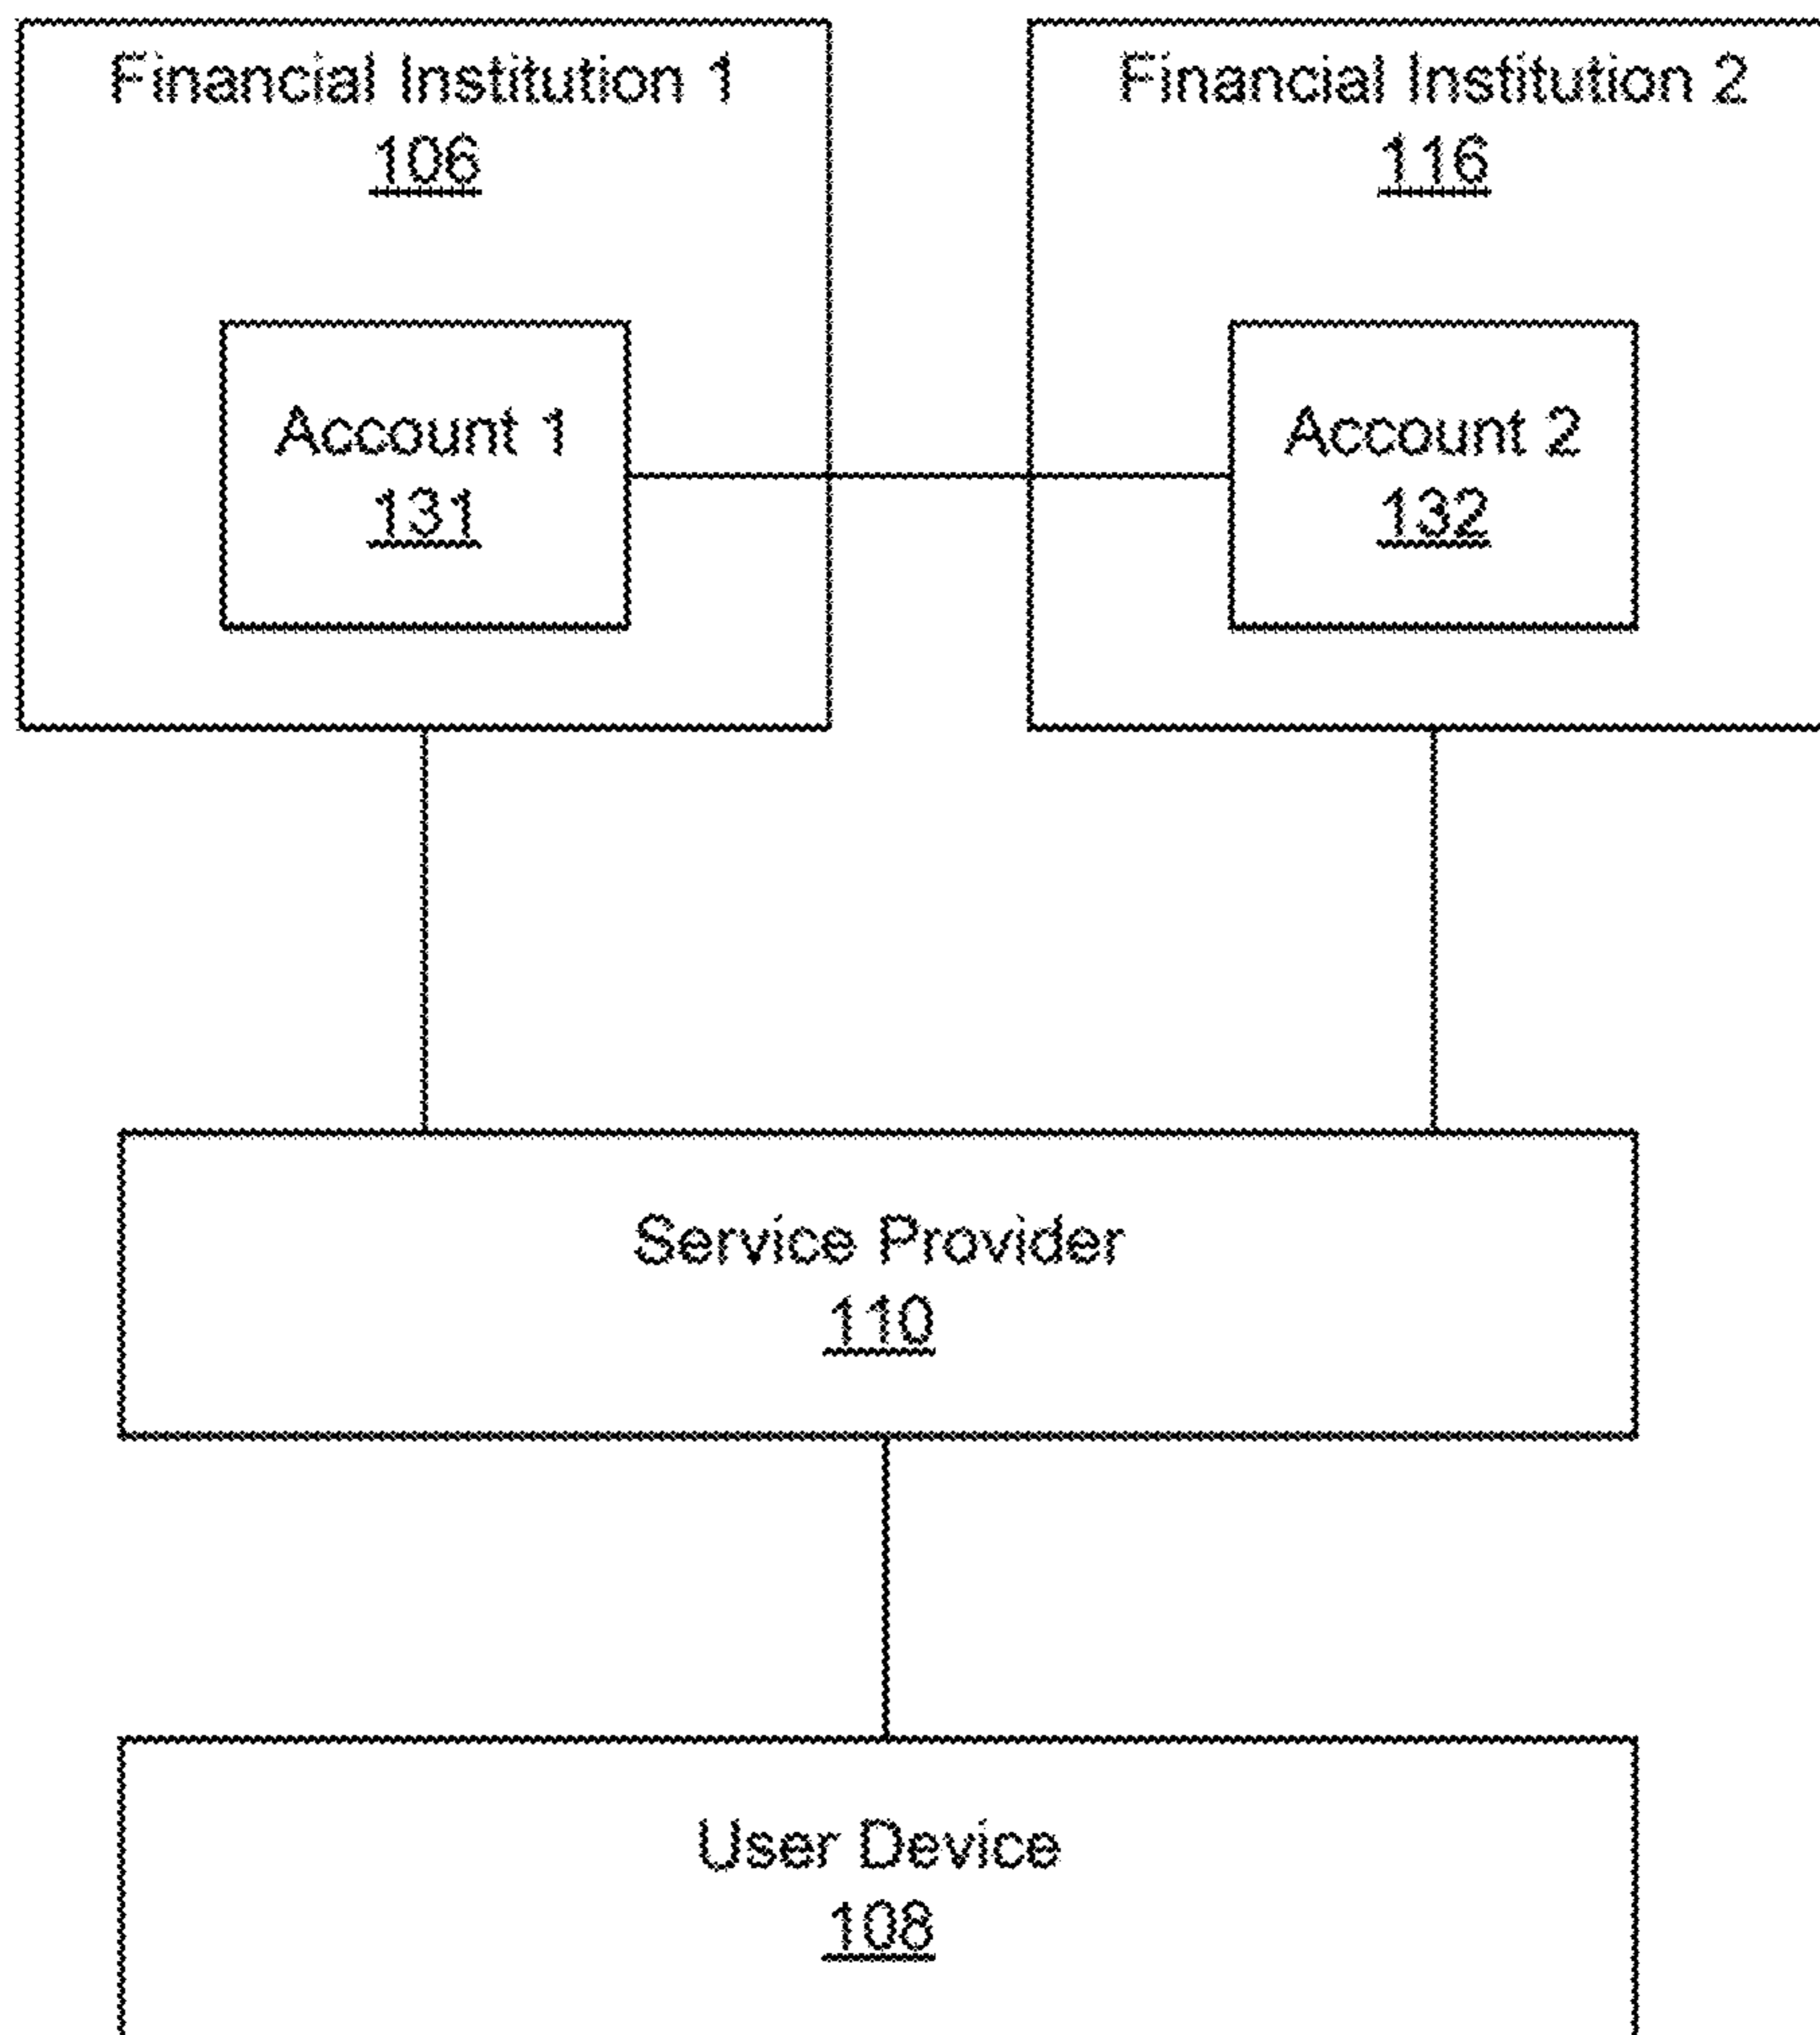 Financial Institution 1
106
Financial Institution 2
116
Account 1
131
Account 2
132
Service Provider
110
User Device
108